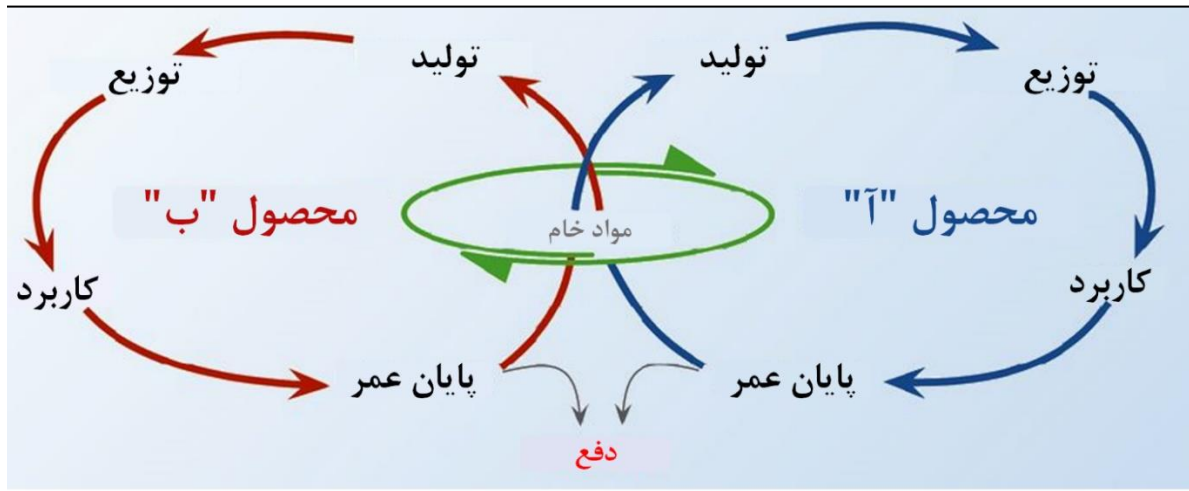 تولید
توزیع
کاربرد
پایان عمر
محصول "آ"
مواد خام
تولید
توزیع
کاربرد
پایان عمر
محصول "ب"
دفع